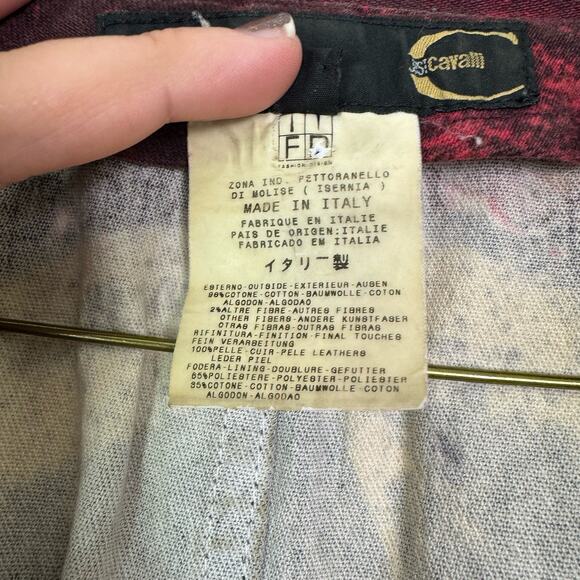 just cavalli
FASHION DESIGN
ZONA IND. PETTORANELLO
DI MOLISE ( ISERNIA )
MADE IN ITALY
FABRIQUE EN ITALIE
PAIS DE ORIGEN:ITALIE
FABRICADO EM ITALIA
イタリー製
ESTERNO-OUTSIDE-EXTERIEUR-AUSEN
98%COTONE-COTTON-BAUMWOLLE-COTON
ALGODON-ALGODAO
2%ALTRE FIBRE-AUTRES FIBRES
OTHER FIBERS-ANDERE KUNSTFASER
OTRAS FIBRAS-OUTRAS FIBRAS
RIFINITURA-FINITION-FINAL TOUCHES
FEIN VERARBEITUNG
100%PELLE-CUIR-PELE LEATHERS
LEDER PIEL
FODERA-LINING-DOUBLURE-GEFUTTER
65%POLIESTERE-POLYESTER-POLIESTER
35%COTONE-COTTON-BAUMWOLLE-COTON
ALGODON-ALGODAO